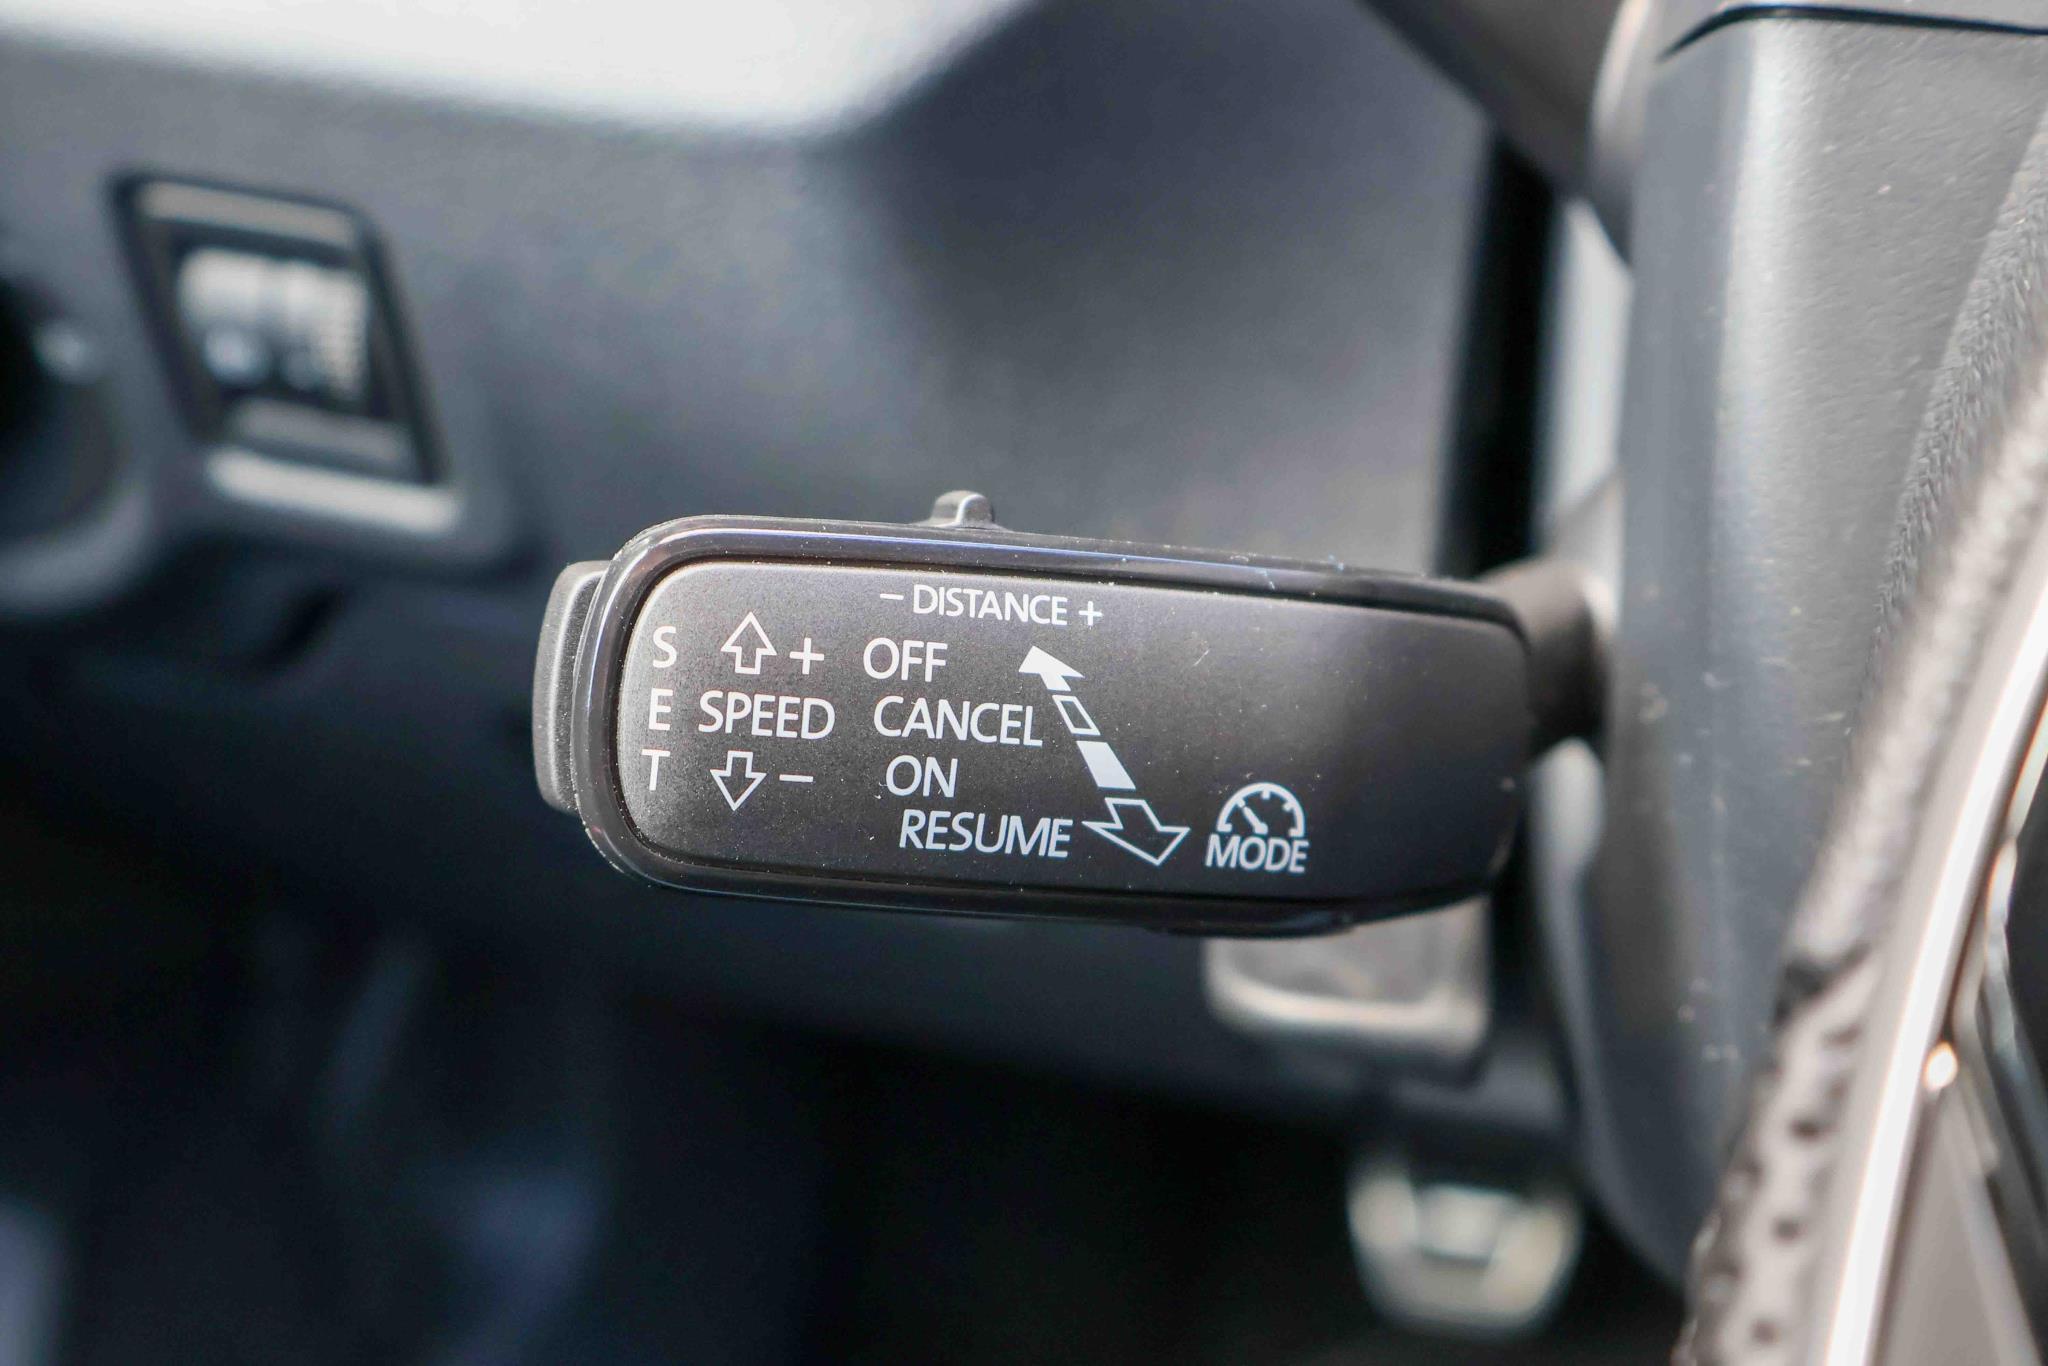 - DISTANCE +
S + OFF
E SPEED CANCEL
T - ON
RESUME
MODE